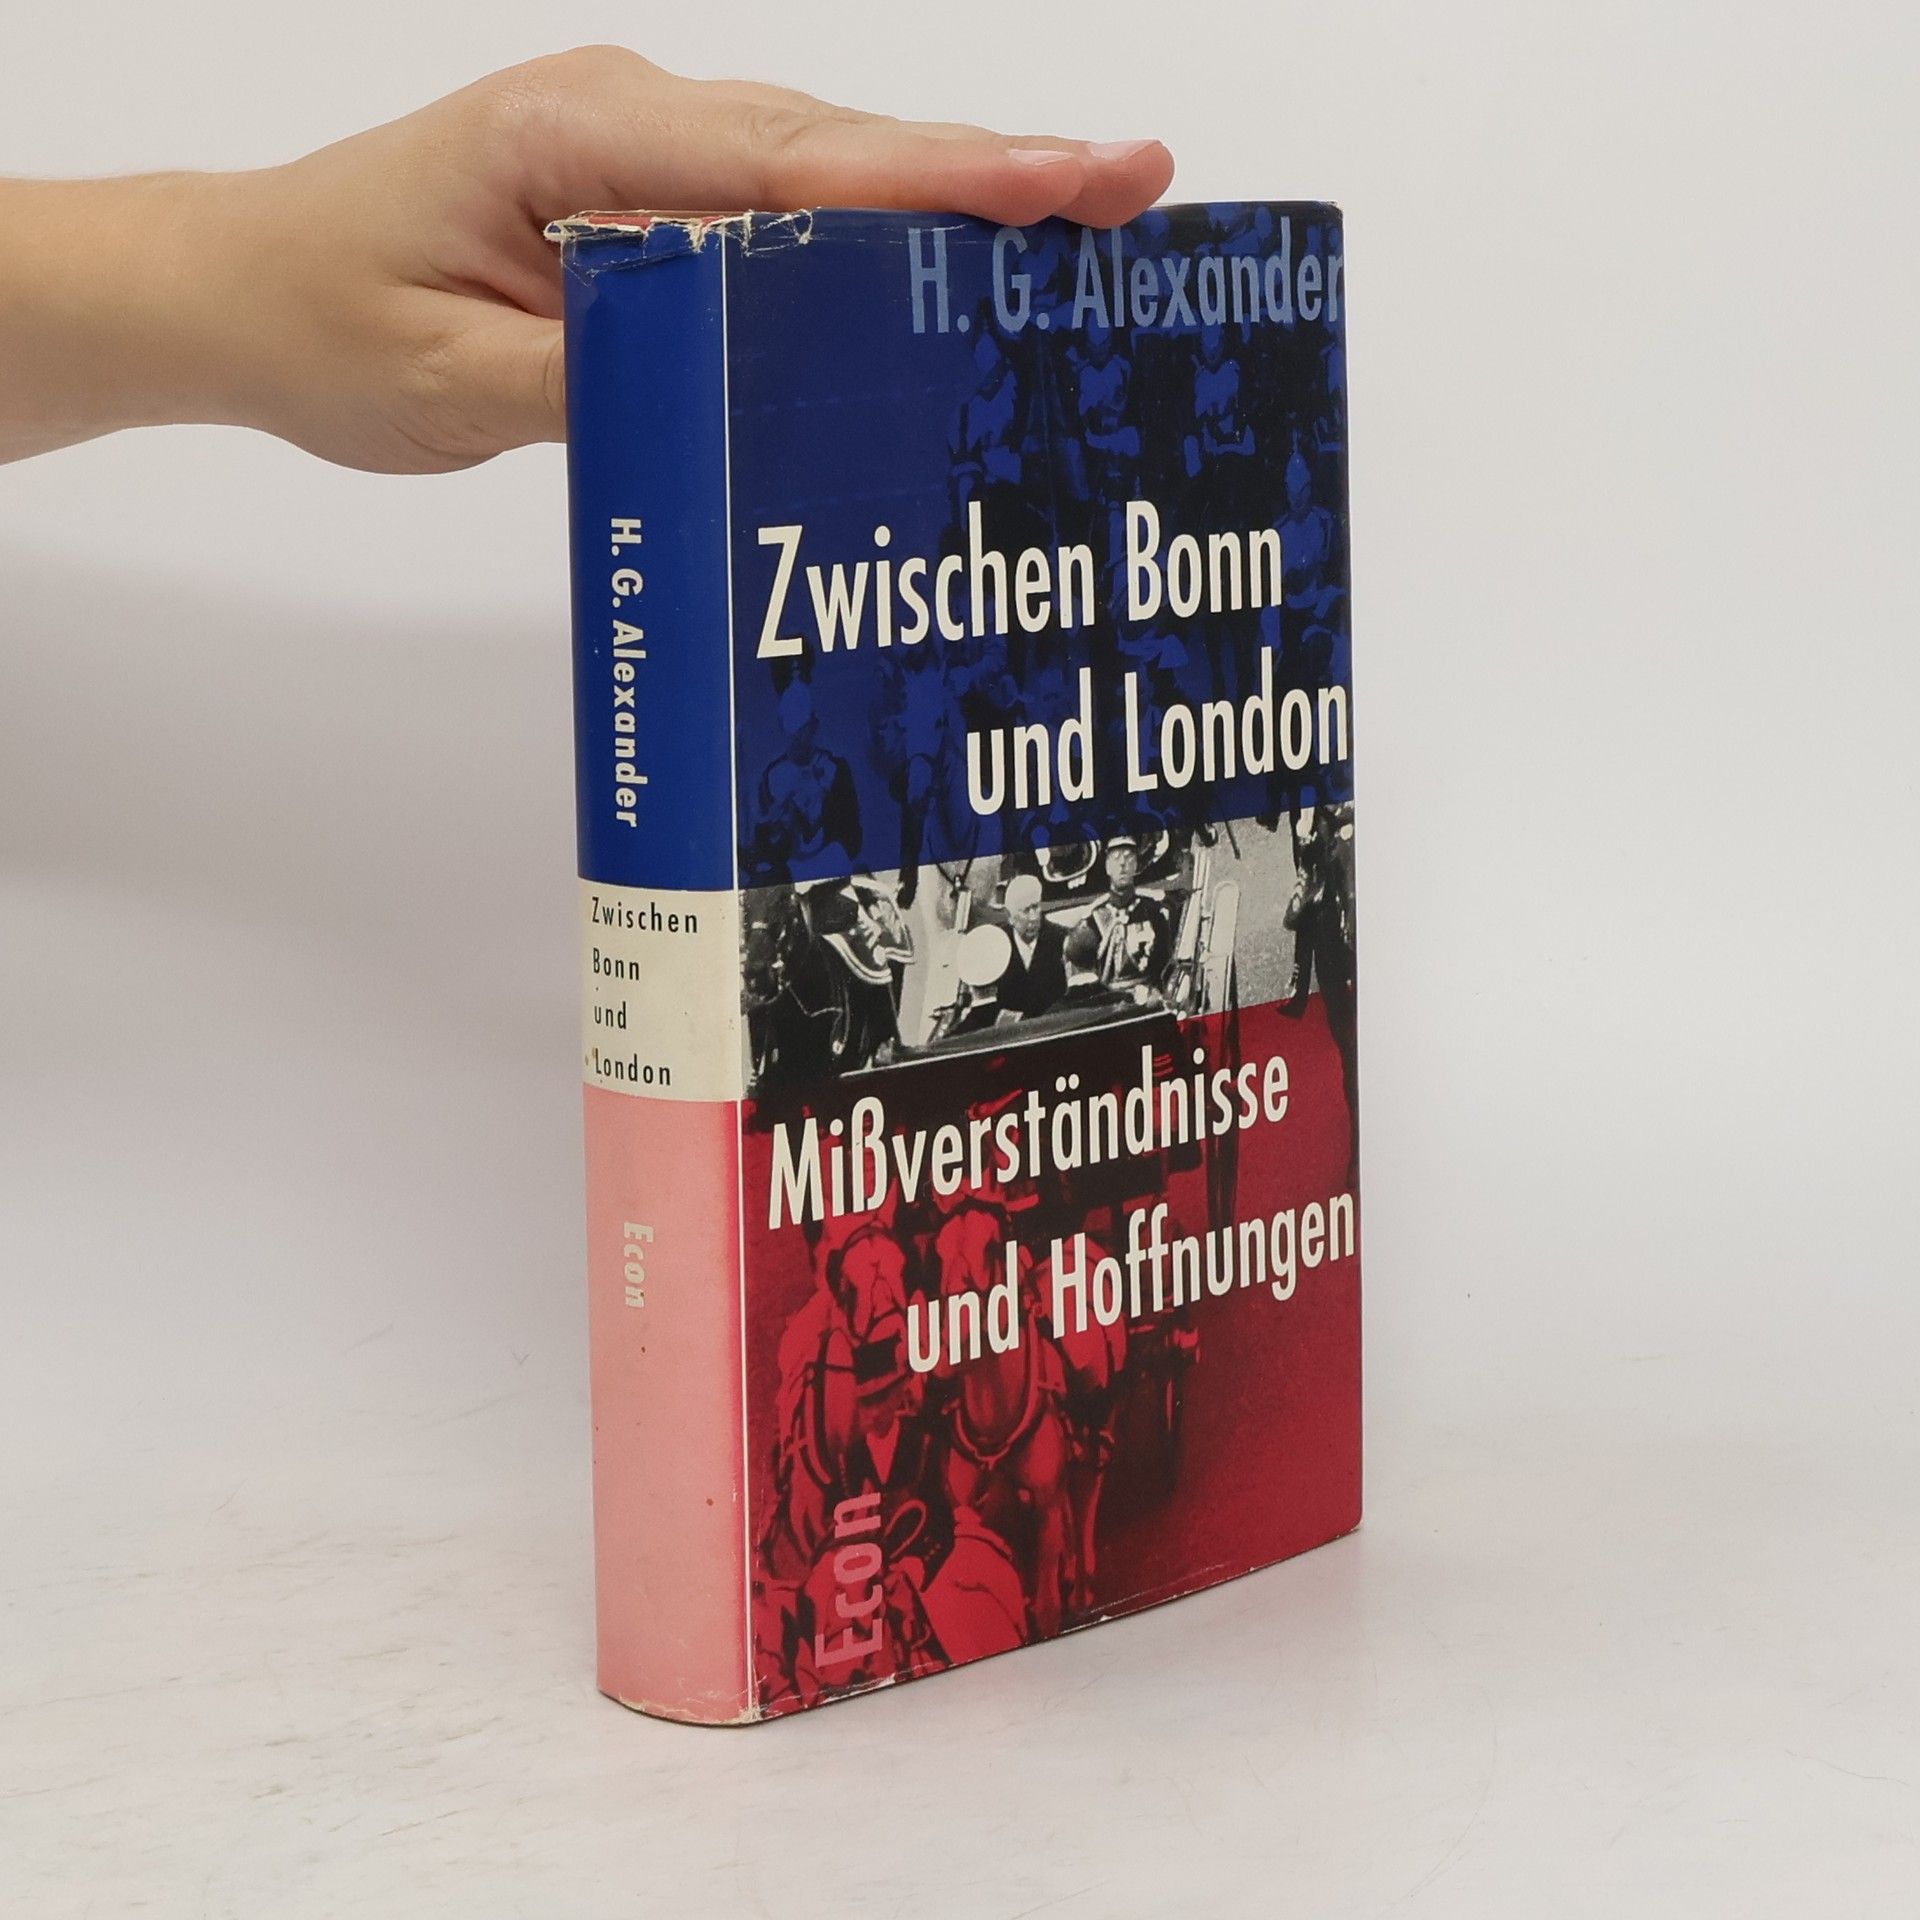 H. G. Alexander
Zwischen
Bonn
und
London
Econ
H. G. Alexander
Zwischen Bonn
und London
Mißverständnisse
und Hoffnungen
Econ